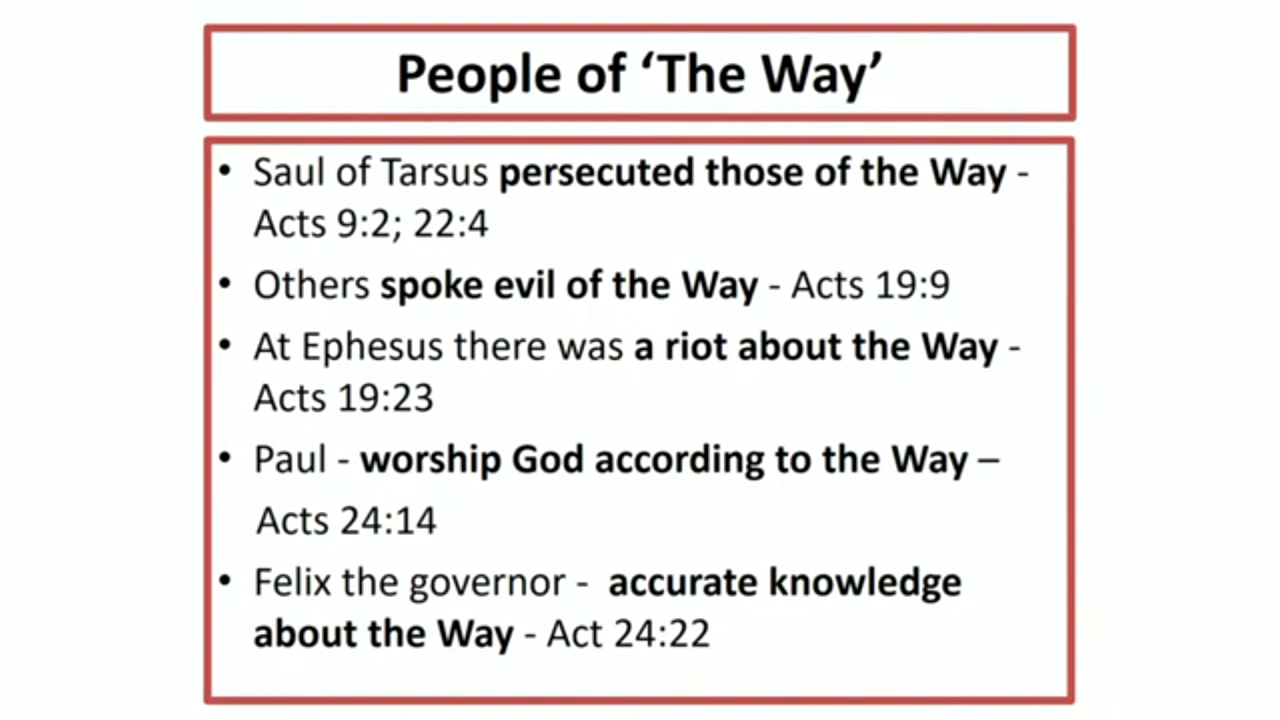 People of ‘The Way’
• Saul of Tarsus persecuted those of the Way -
Acts 9:2; 22:4
• Others spoke evil of the Way - Acts 19:9
• At Ephesus there was a riot about the Way -
Acts 19:23
• Paul - worship God according to the Way –
Acts 24:14
• Felix the governor - accurate knowledge
about the Way - Act 24:22